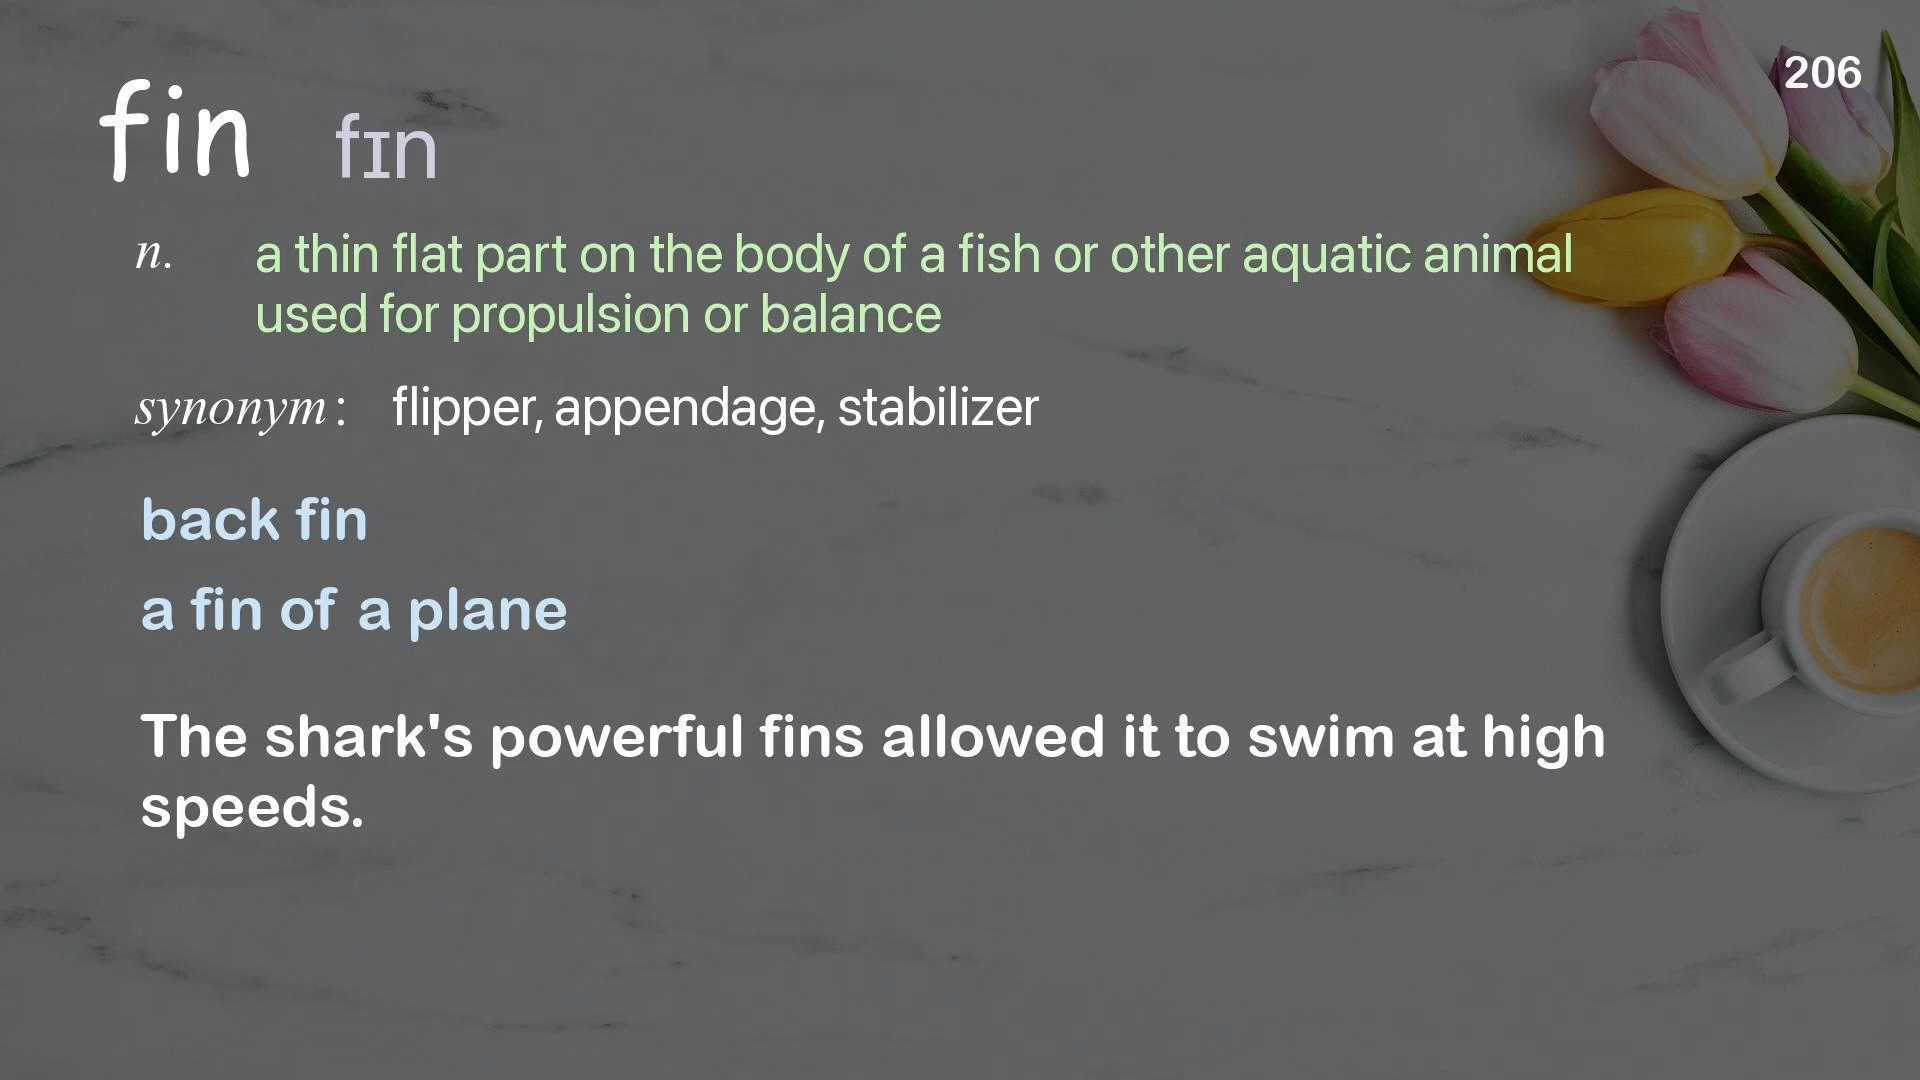 206
fin fɪn
n. a thin flat part on the body of a fish or other aquatic animal
used for propulsion or balance
synonym: flipper, appendage, stabilizer
back fin
a fin of a plane
The shark's powerful fins allowed it to swim at high
speeds.